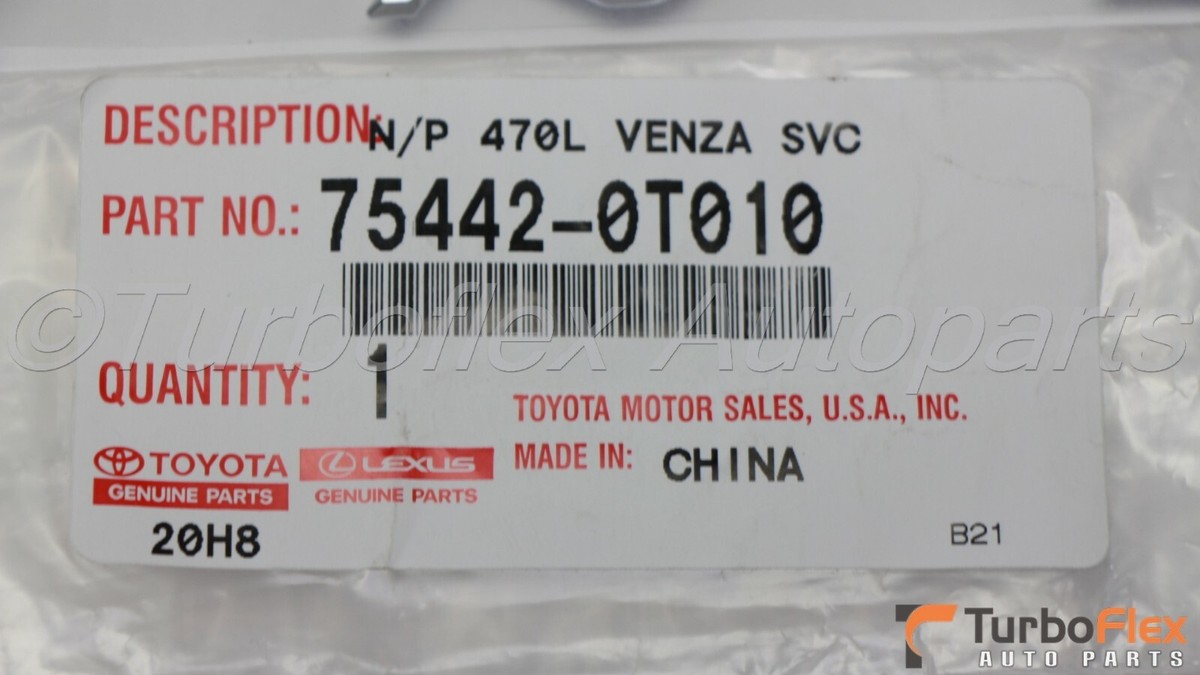 DESCRIPTION: N/P 470L VENZA SVC
PART NO.: 75442-0T010
©Turboflex Autoparts
QUANTITY: 1
TOYOTA MOTOR SALES, U.S.A., INC.
MADE IN: CHINA
TOYOTA
GENUINE PARTS
LEXUS
GENUINE PARTS
20H8
B21
TurboFlex
AUTO PARTS